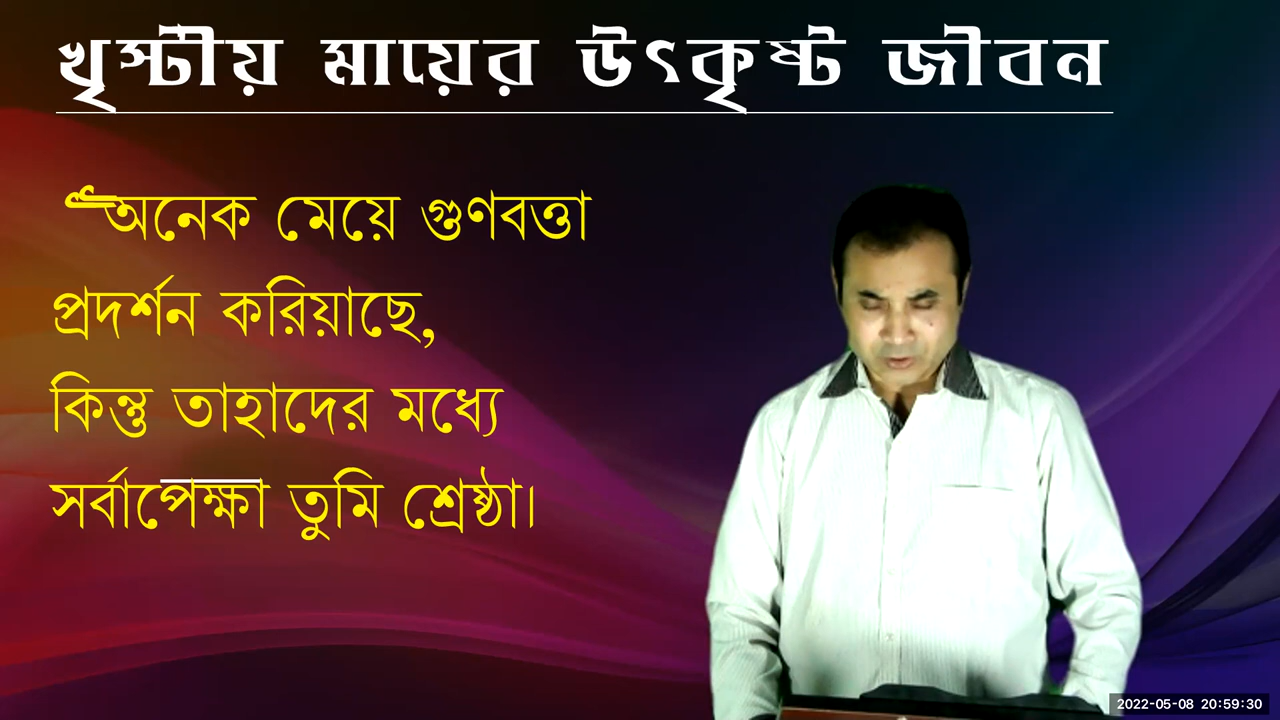 খৃস্টীয় মায়ের উৎকৃষ্ট জীবন
“অনেক মেয়ে গুণবত্তা
প্রদর্শন করিয়াছে,
কিন্তু তাহাদের মধ্যে
সর্বাপেক্ষা তুমি শ্রেষ্ঠা।
2022-05-08 20:59:30